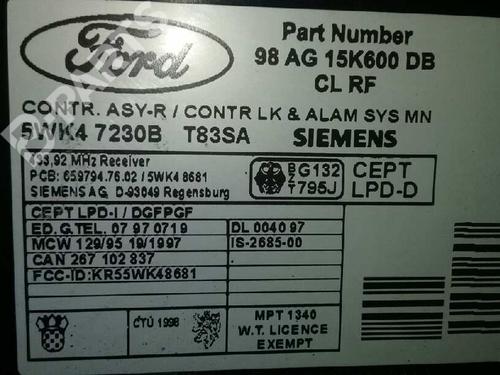 Ford
Part Number
98 AG 15K600 DB
CL RF
CONTR. ASY-R / CONTR LK & ALAM SYS MN
5WK4 7230B T83SA SIEMENS
433,92 MHz Receiver
PCB: 659794.76.02 / 5WK4 8681
SIEMENS AG, D-93049 Regensburg
BZT
G132
795J
CEPT
LPD-D
CEPT LPD-I / DGFPGF
ED. G.TEL. 07 97 0719 DL 0040 97
MCW 129/95 19/1997 IS-2685-00
CAN 267 102 837
FCC-ID:KR55WK48681
ČTÚ 1998
MPT 1340
W.T. LICENCE
EXEMPT